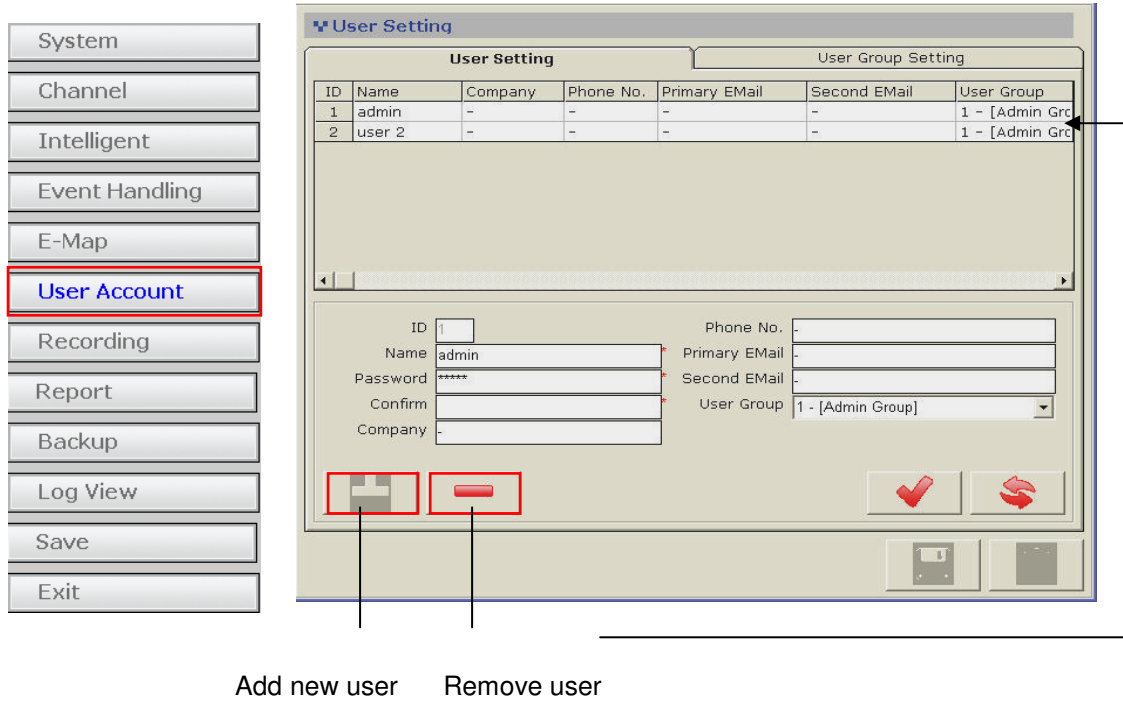 System
Channel
Intelligent
Event Handling
E-Map
User Account
Recording
Report
Backup
Log View
Save
Exit
User Setting
User Setting User Group Setting
ID Name Company Phone No. Primary EMail Second EMail User Group
1 admin - - - - 1 - [Admin Grc
2 user 2 - - - - 1 - [Admin Grc
ID 1 Phone No. -
Name admin * Primary EMail -
Password ***** * Second EMail -
Confirm * User Group 1 - [Admin Group]
Company -
Add new user Remove user